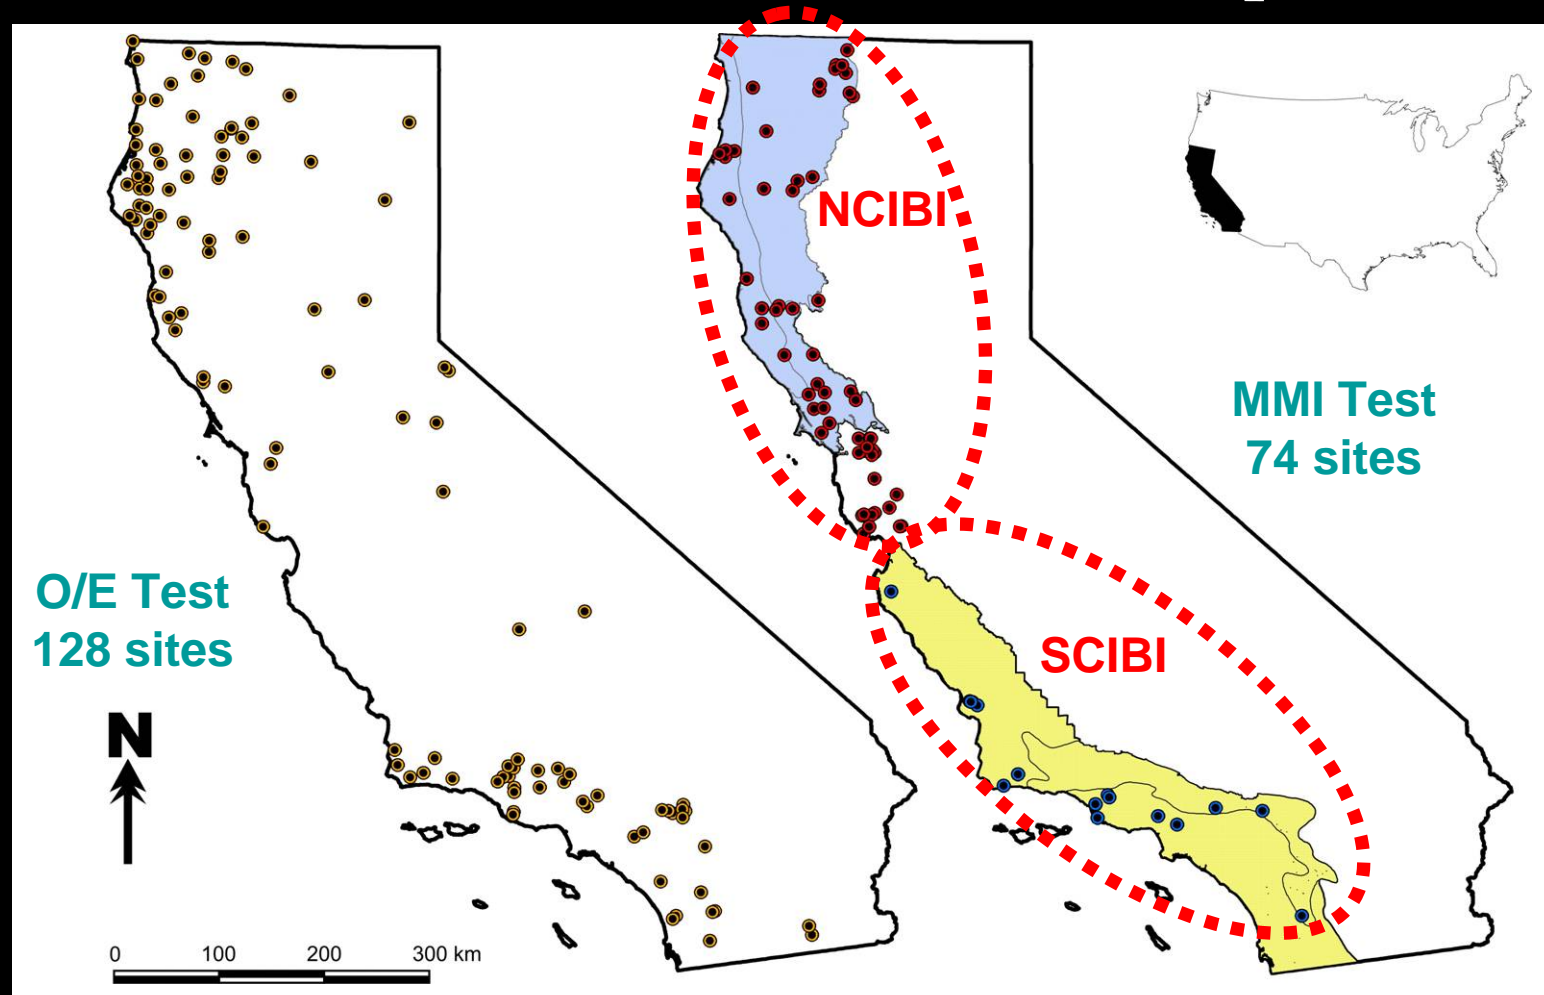 NCIBI
MMI Test
74 sites
O/E Test
128 sites
SCIBI
N
0 100 200 300 km